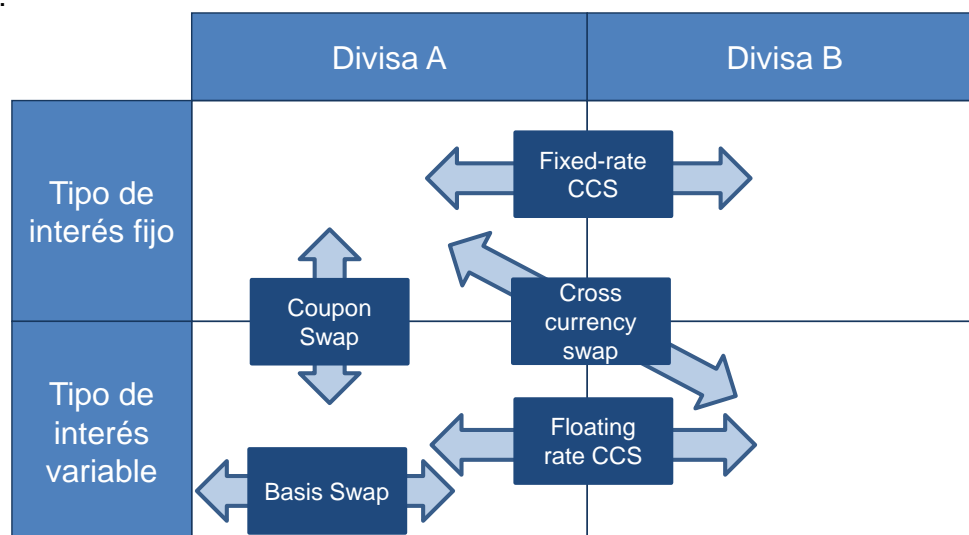 Divisa A
Divisa B
Tipo de
interés fijo
Fixed-rate
CCS
Coupon
Swap
Cross
currency
swap
Tipo de
interés
variable
Floating
rate CCS
Basis Swap